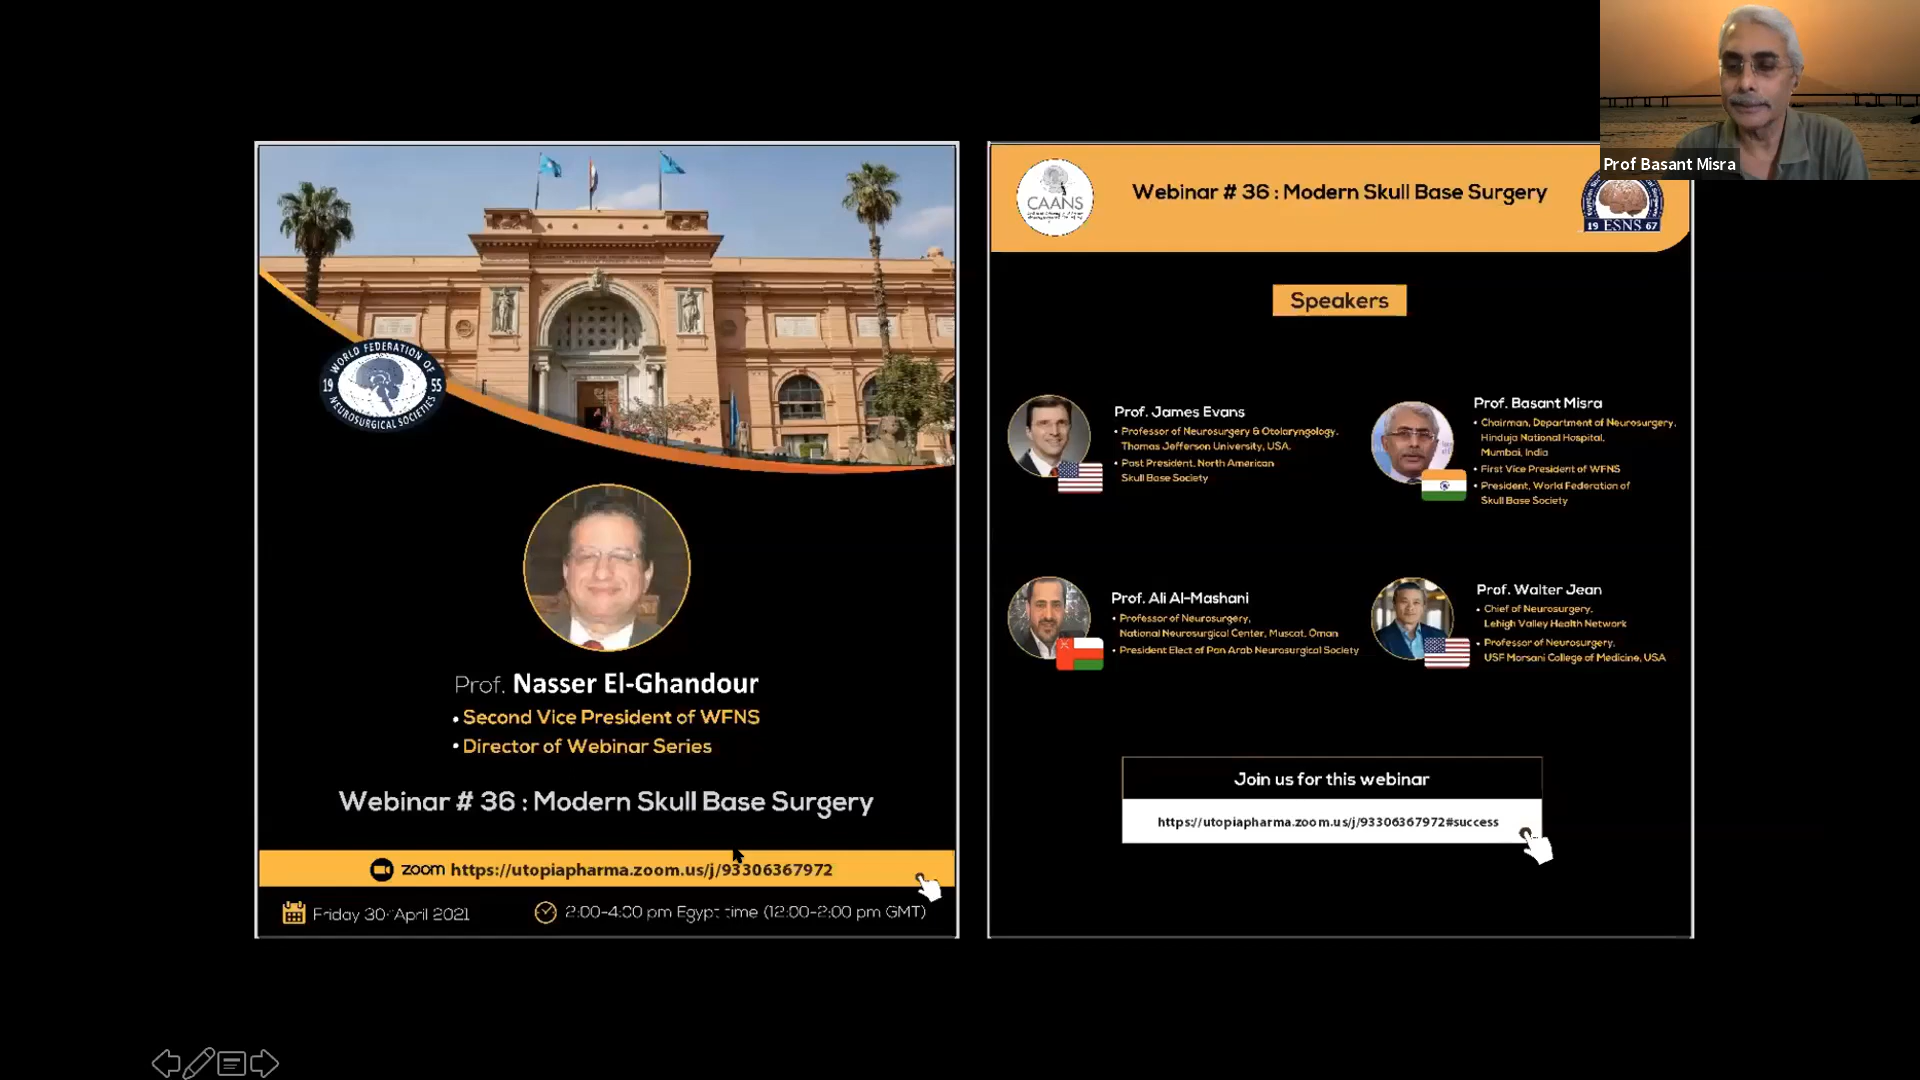 Prof Basant Misra
WORLD FEDERATION OF
19 55
NEUROSURGICAL SOCIETIES
Prof. Nasser El-Ghandour
• Second Vice President of WFNS
• Director of Webinar Series
Webinar # 36 : Modern Skull Base Surgery
zoom https://utopiapharma.zoom.us/j/93306367972
Friday 30 April 2021
2:00-4:00 pm Egypt time (12:00-2:00 pm GMT)
CAANS
Webinar # 36 : Modern Skull Base Surgery
19 ESNS 67
Speakers
Prof. James Evans
• Professor of Neurosurgery & Otolaryngology,
Thomas Jefferson University, USA.
• Past President, North American
Skull Base Society
Prof. Basant Misra
• Chairman, Department of Neurosurgery,
Hinduja National Hospital,
Mumbai, India
• First Vice President of WFNS
• President, World Federation of
Skull Base Society
Prof. Ali Al-Mashani
• Professor of Neurosurgery,
National Neurosurgical Center, Muscat, Oman
• President Elect of Pan Arab Neurosurgical Society
Prof. Walter Jean
• Chief of Neurosurgery,
Lehigh Valley Health Network
• Professor of Neurosurgery,
USF Morsani College of Medicine, USA
Join us for this webinar
https://utopiapharma.zoom.us/j/93306367972#success